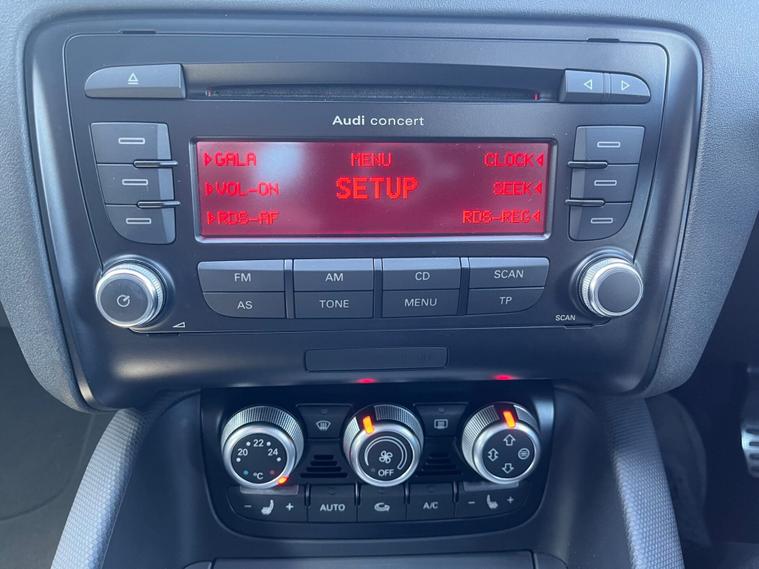 Audi concert
GALA MENU CLOCK
VOL-ON SETUP SEEK
RDS-AF RDS-REG
FM AM CD SCAN
AS TONE MENU TP
SCAN
22
20 24
°C
OFF
- + AUTO A/C - +